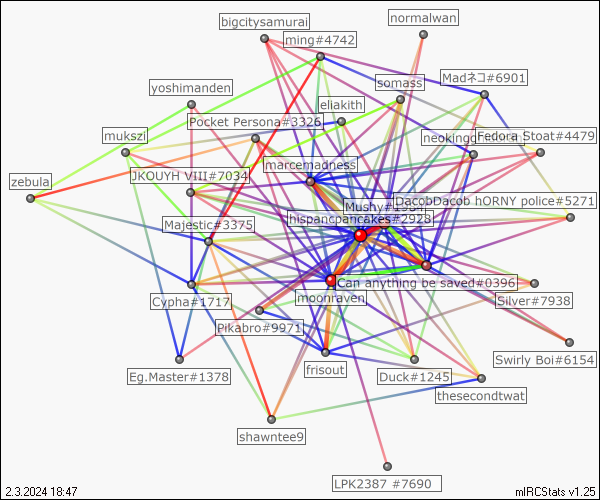 normalwan
bigcitysamurai
ming#4742
Madネコ#6901
yoshimanden
somass
eliakith
Pocket Persona#3326
Fedora Stoat#4479
mukszi
marcemadness
JKOUYH VIII#7034
zebula
DacobDacob hORNY police#5271
hispancpancakes#2928
Majestic#3375
Can anything be saved#0396
moonraven
Cypha#1717
Silver#7938
Pikabro#9971
Swirly Boi#6154
frisout
Eg.Master#1378
Duck#1245
thesecondtwat
shawntee9
LPK2387 #7690
2.3.2024 18:47
mIRCStats v1.25